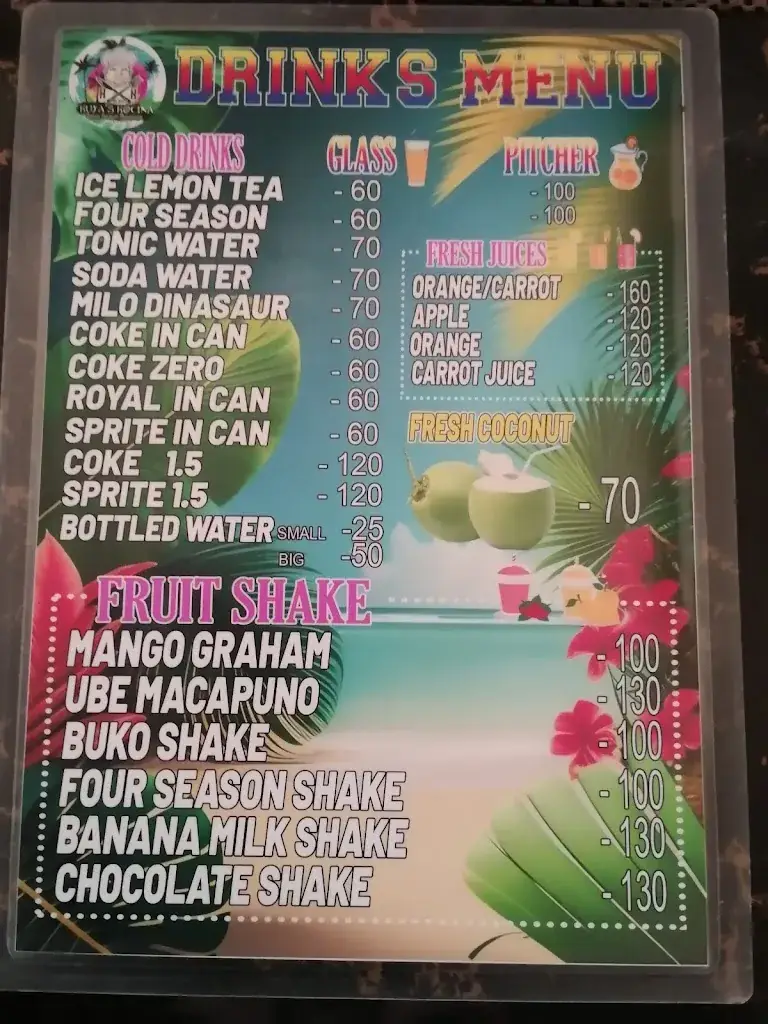 DRINKS MENU
COLD DRINKS GLASS PITCHER
ICE LEMON TEA - 60 - 100
FOUR SEASON - 60 - 100
TONIC WATER - 70
SODA WATER - 70
MILO DINASAUR - 70
COKE IN CAN - 60
COKE ZERO - 60
ROYAL IN CAN - 60
SPRITE IN CAN - 60
COKE 1.5 - 120
SPRITE 1.5 - 120
BOTTLED WATER SMALL -25
BIG -50
FRESH JUICES
ORANGE/CARROT - 160
APPLE - 120
ORANGE - 120
CARROT JUICE - 120
FRESH COCONUT
- 70
FRUIT SHAKE
MANGO GRAHAM - 100
UBE MACAPUNO - 130
BUKO SHAKE - 100
FOUR SEASON SHAKE - 100
BANANA MILK SHAKE - 130
CHOCOLATE SHAKE - 130